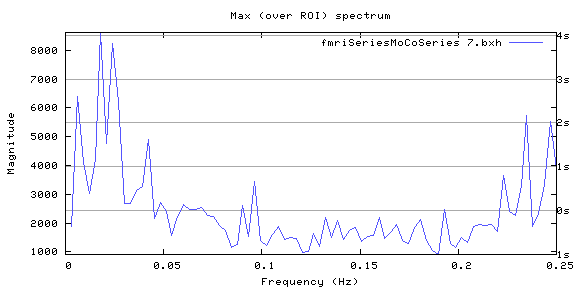 Max (over ROI) spectrum
fmriSeriesMoCoSeries 7.bxh
8000
7000
6000
5000
4000
3000
2000
1000
4s
3s
2s
1s
0s
1s
0
0.05
0.1
0.15
0.2
0.25
Magnitude
Frequency (Hz)